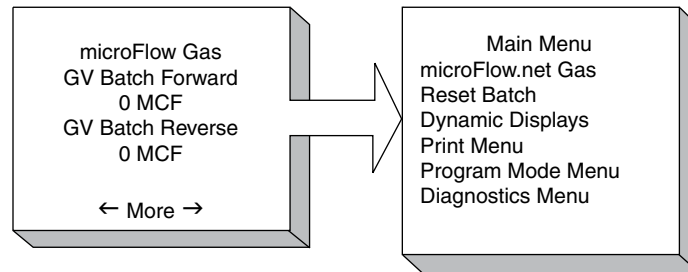 microFlow Gas
GV Batch Forward
0 MCF
GV Batch Reverse
0 MCF
← More →
Main Menu
microFlow.net Gas
Reset Batch
Dynamic Displays
Print Menu
Program Mode Menu
Diagnostics Menu